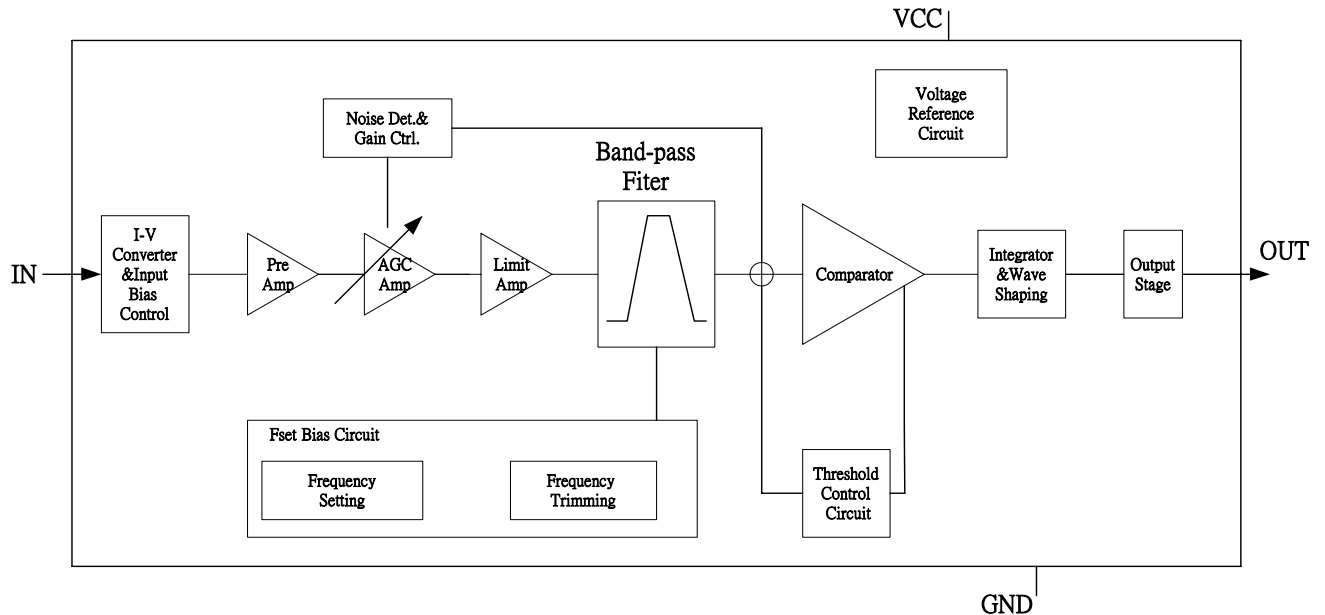 VCC
Voltage
Reference
Circuit
Noise Det.&
Gain Ctrl.
Band-pass
Fiter
I-V
Converter
&Input
Bias
Control
IN
Pre
Amp
AGC
Amp
Limit
Amp
Comparator
Integrator
&Wave
Shaping
Output
Stage
OUT
Fset Bias Circuit
Frequency
Setting
Frequency
Trimming
Threshold
Control
Circuit
GND